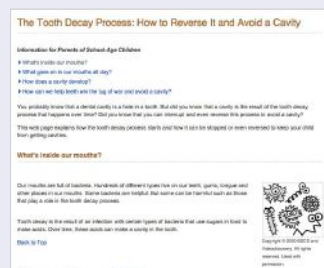 The Tooth Decay Process: How to Reverse It and Avoid a Cavity
Information for Parents of School-Age Children
What's inside our mouths?
What goes on in our mouths all day?
How does a cavity develop?
How can we help teeth win the tug of war and avoid a cavity?
You probably know that a dental cavity is a hole in a tooth. But did you know that a cavity is the result of the tooth decay
process that happens over time? Did you know that you can interrupt and even reverse this process to avoid a cavity?
This web page explains how the tooth decay process starts and how it can be stopped or even reversed to keep your child
from getting cavities.
What's inside our mouths?
Our mouths are full of bacteria. Hundreds of different types live on our teeth, gums, tongue and
other places in our mouths. Some bacteria are helpful. But some can be harmful such as those
that play a role in the tooth decay process.
Tooth decay is the result of an infection with certain types of bacteria that use sugars in food to
make acids. Over time, these acids can make a cavity in the tooth.
Back to Top
Copyright ©
All rights
reserved. Used with
permission.